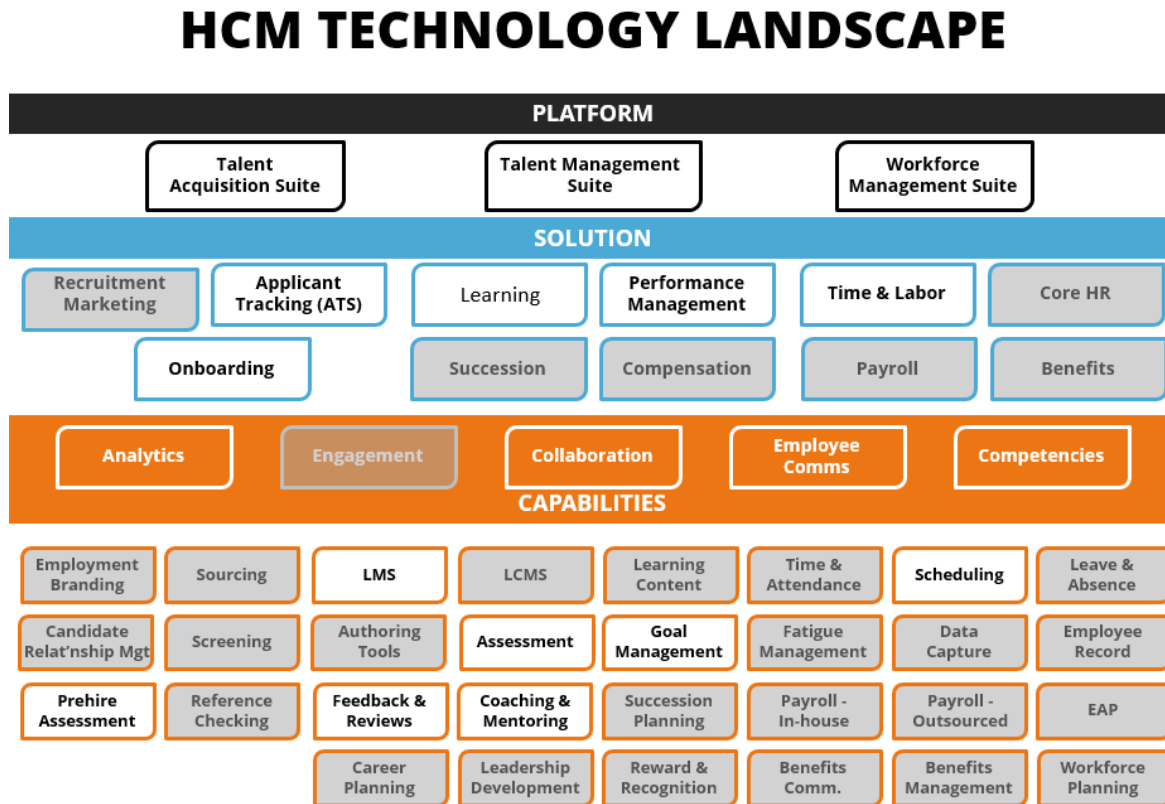 HCM TECHNOLOGY LANDSCAPE
PLATFORM
Talent
Acquisition Suite
Talent Management
Suite
Workforce
Management Suite
SOLUTION
Recruitment
Marketing
Applicant
Tracking (ATS)
Learning
Performance
Management
Time & Labor
Core HR
Onboarding
Succession
Compensation
Payroll
Benefits
Analytics
Engagement
Collaboration
Employee
Comms
Competencies
CAPABILITIES
Employment
Branding
Sourcing
LMS
LCMS
Learning
Content
Time &
Attendance
Scheduling
Leave &
Absence
Candidate
Relat'nship Mgt
Screening
Authoring
Tools
Assessment
Goal
Management
Fatigue
Management
Data
Capture
Employee
Record
Prehire
Assessment
Reference
Checking
Feedback &
Reviews
Coaching &
Mentoring
Succession
Planning
Payroll -
In-house
Payroll -
Outsourced
EAP
Career
Planning
Leadership
Development
Reward &
Recognition
Benefits
Comm.
Benefits
Management
Workforce
Planning